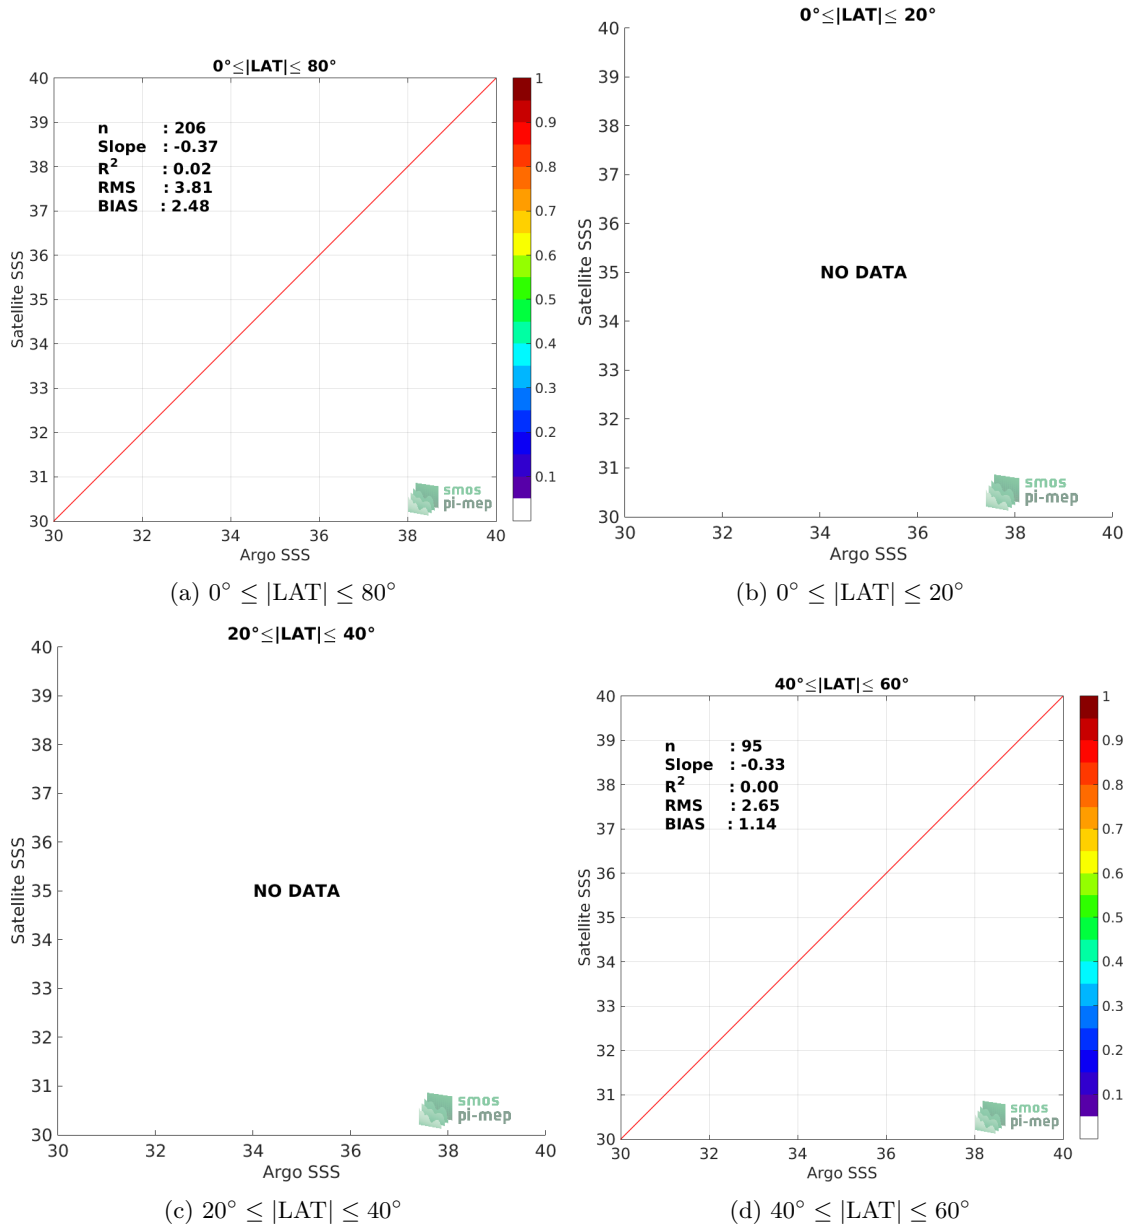 0°≤|LAT|≤ 80°
40
39
38
37
36
35
34
33
32
31
30
n : 206
Slope : -0.37
R² : 0.02
RMS : 3.81
BIAS : 2.48
1
0.9
0.8
0.7
0.6
0.5
0.4
0.3
0.2
0.1
Satellite SSS
smos
pi-mep
30 32 34 36 38 40
Argo SSS
(a) 0° ≤ |LAT| ≤ 80°
0°≤|LAT|≤ 20°
40
39
38
37
36
35
34
33
32
31
30
Satellite SSS
NO DATA
smos
pi-mep
30 32 34 36 38 40
Argo SSS
(b) 0° ≤ |LAT| ≤ 20°
20°≤|LAT|≤ 40°
40
39
38
37
36
35
34
33
32
31
30
Satellite SSS
NO DATA
smos
pi-mep
30 32 34 36 38 40
Argo SSS
(c) 20° ≤ |LAT| ≤ 40°
40°≤|LAT|≤ 60°
40
39
38
37
36
35
34
33
32
31
30
n : 95
Slope : -0.33
R² : 0.00
RMS : 2.65
BIAS : 1.14
1
0.9
0.8
0.7
0.6
0.5
0.4
0.3
0.2
0.1
Satellite SSS
smos
pi-mep
30 32 34 36 38 40
Argo SSS
(d) 40° ≤ |LAT| ≤ 60°